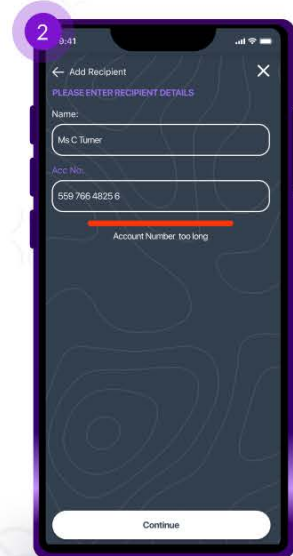 2
9:41
← Add Recipient
PLEASE ENTER RECIPIENT DETAILS
Name:
Ms C Turner
Acc No:
559 766 4825 6
Account Number too long
Continue